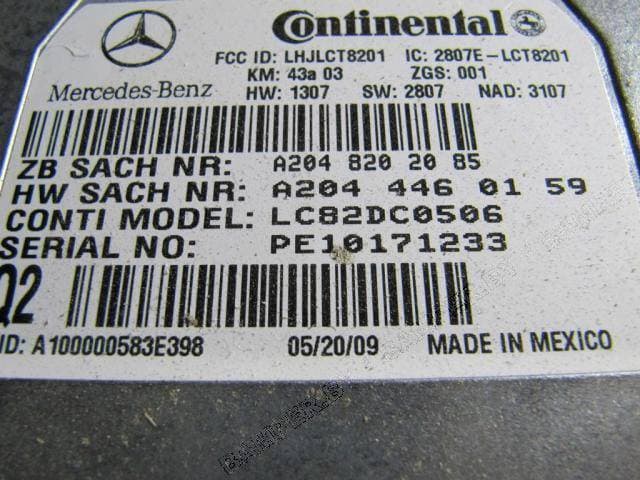 Continental
Mercedes-Benz
FCC ID: LHJLCT8201 IC: 2807E-LCT8201
KM: 43a 03 ZGS: 001
HW: 1307 SW: 2807 NAD: 3107
ZB SACH NR: A204 820 20 85
HW SACH NR: A204 446 01 59
CONTI MODEL: LC82DC0506
SERIAL NO: PE10171233
Q2
ID: A100000583E398 05/20/09 MADE IN MEXICO